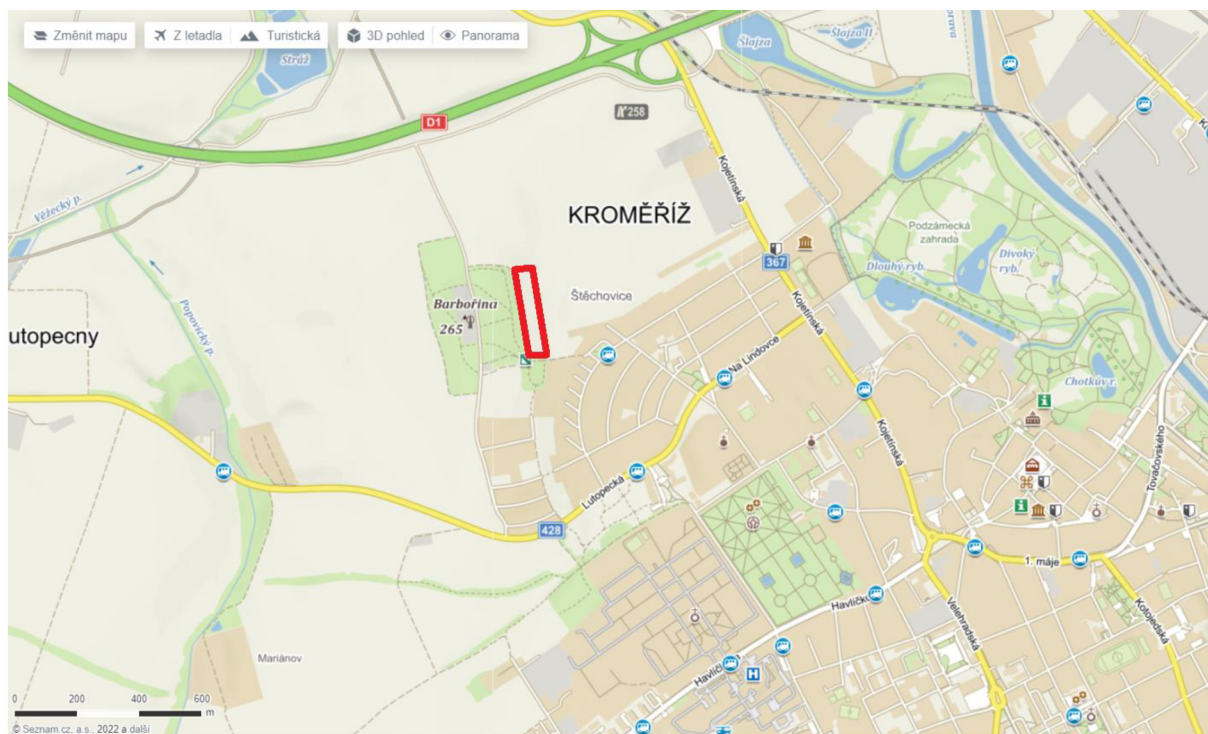 Změnit mapu
Z letadla
Turistická
3D pohled
Panorama
Stráž
Šlajza
Šlajza II
D1
258
Věžecký p.
Kojetínská
KROMĚŘÍŽ
Podzámecká
zahrada
Divoký
ryb.
Dlouhý ryb.
367
Štěchovice
Barbořina
265
Popovický p.
utopecny
Kojetínská
Na Lindovce
Chotkův r.
Kojetínská
Tovačovského
Lutopecká
428
1. máje
Havlíčko
Velehradská
Kotojedská
Mariánov
Havlíčko
H
0 200 400 600
m
© Seznam.cz, a.s., 2022 a další